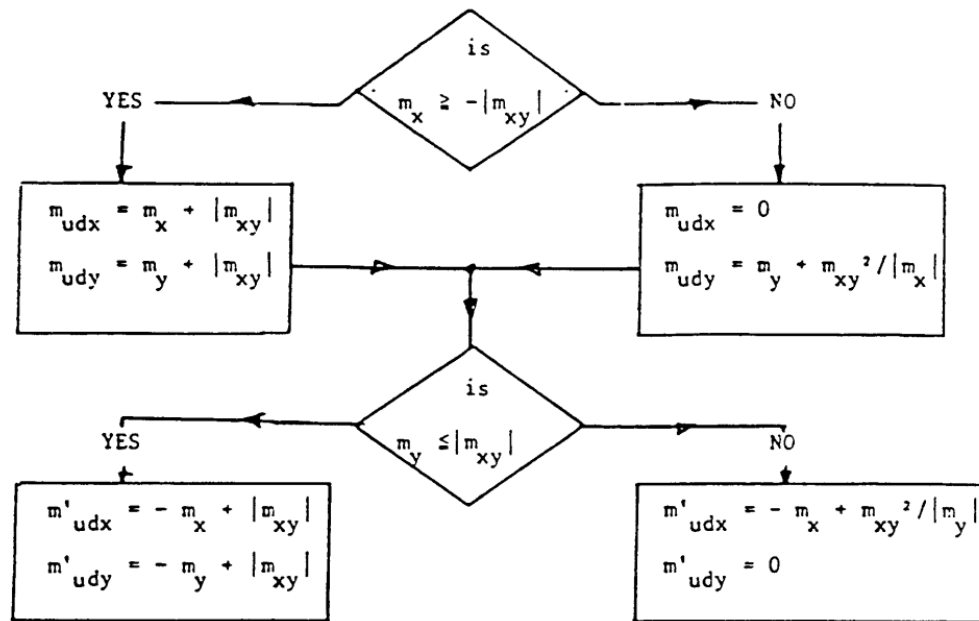 is
m_x ≧ -|m_xy|
YES
NO
m_udx = m_x + |m_xy|
m_udy = m_y + |m_xy|
m_udx = 0
m_udy = m_y + m_xy²/|m_x|
is
m_y ≦|m_xy|
YES
NO
m'_udx = - m_x + |m_xy|
m'_udy = - m_y + |m_xy|
m'_udx = - m_x + m_xy²/|m_y|
m'_udy = 0